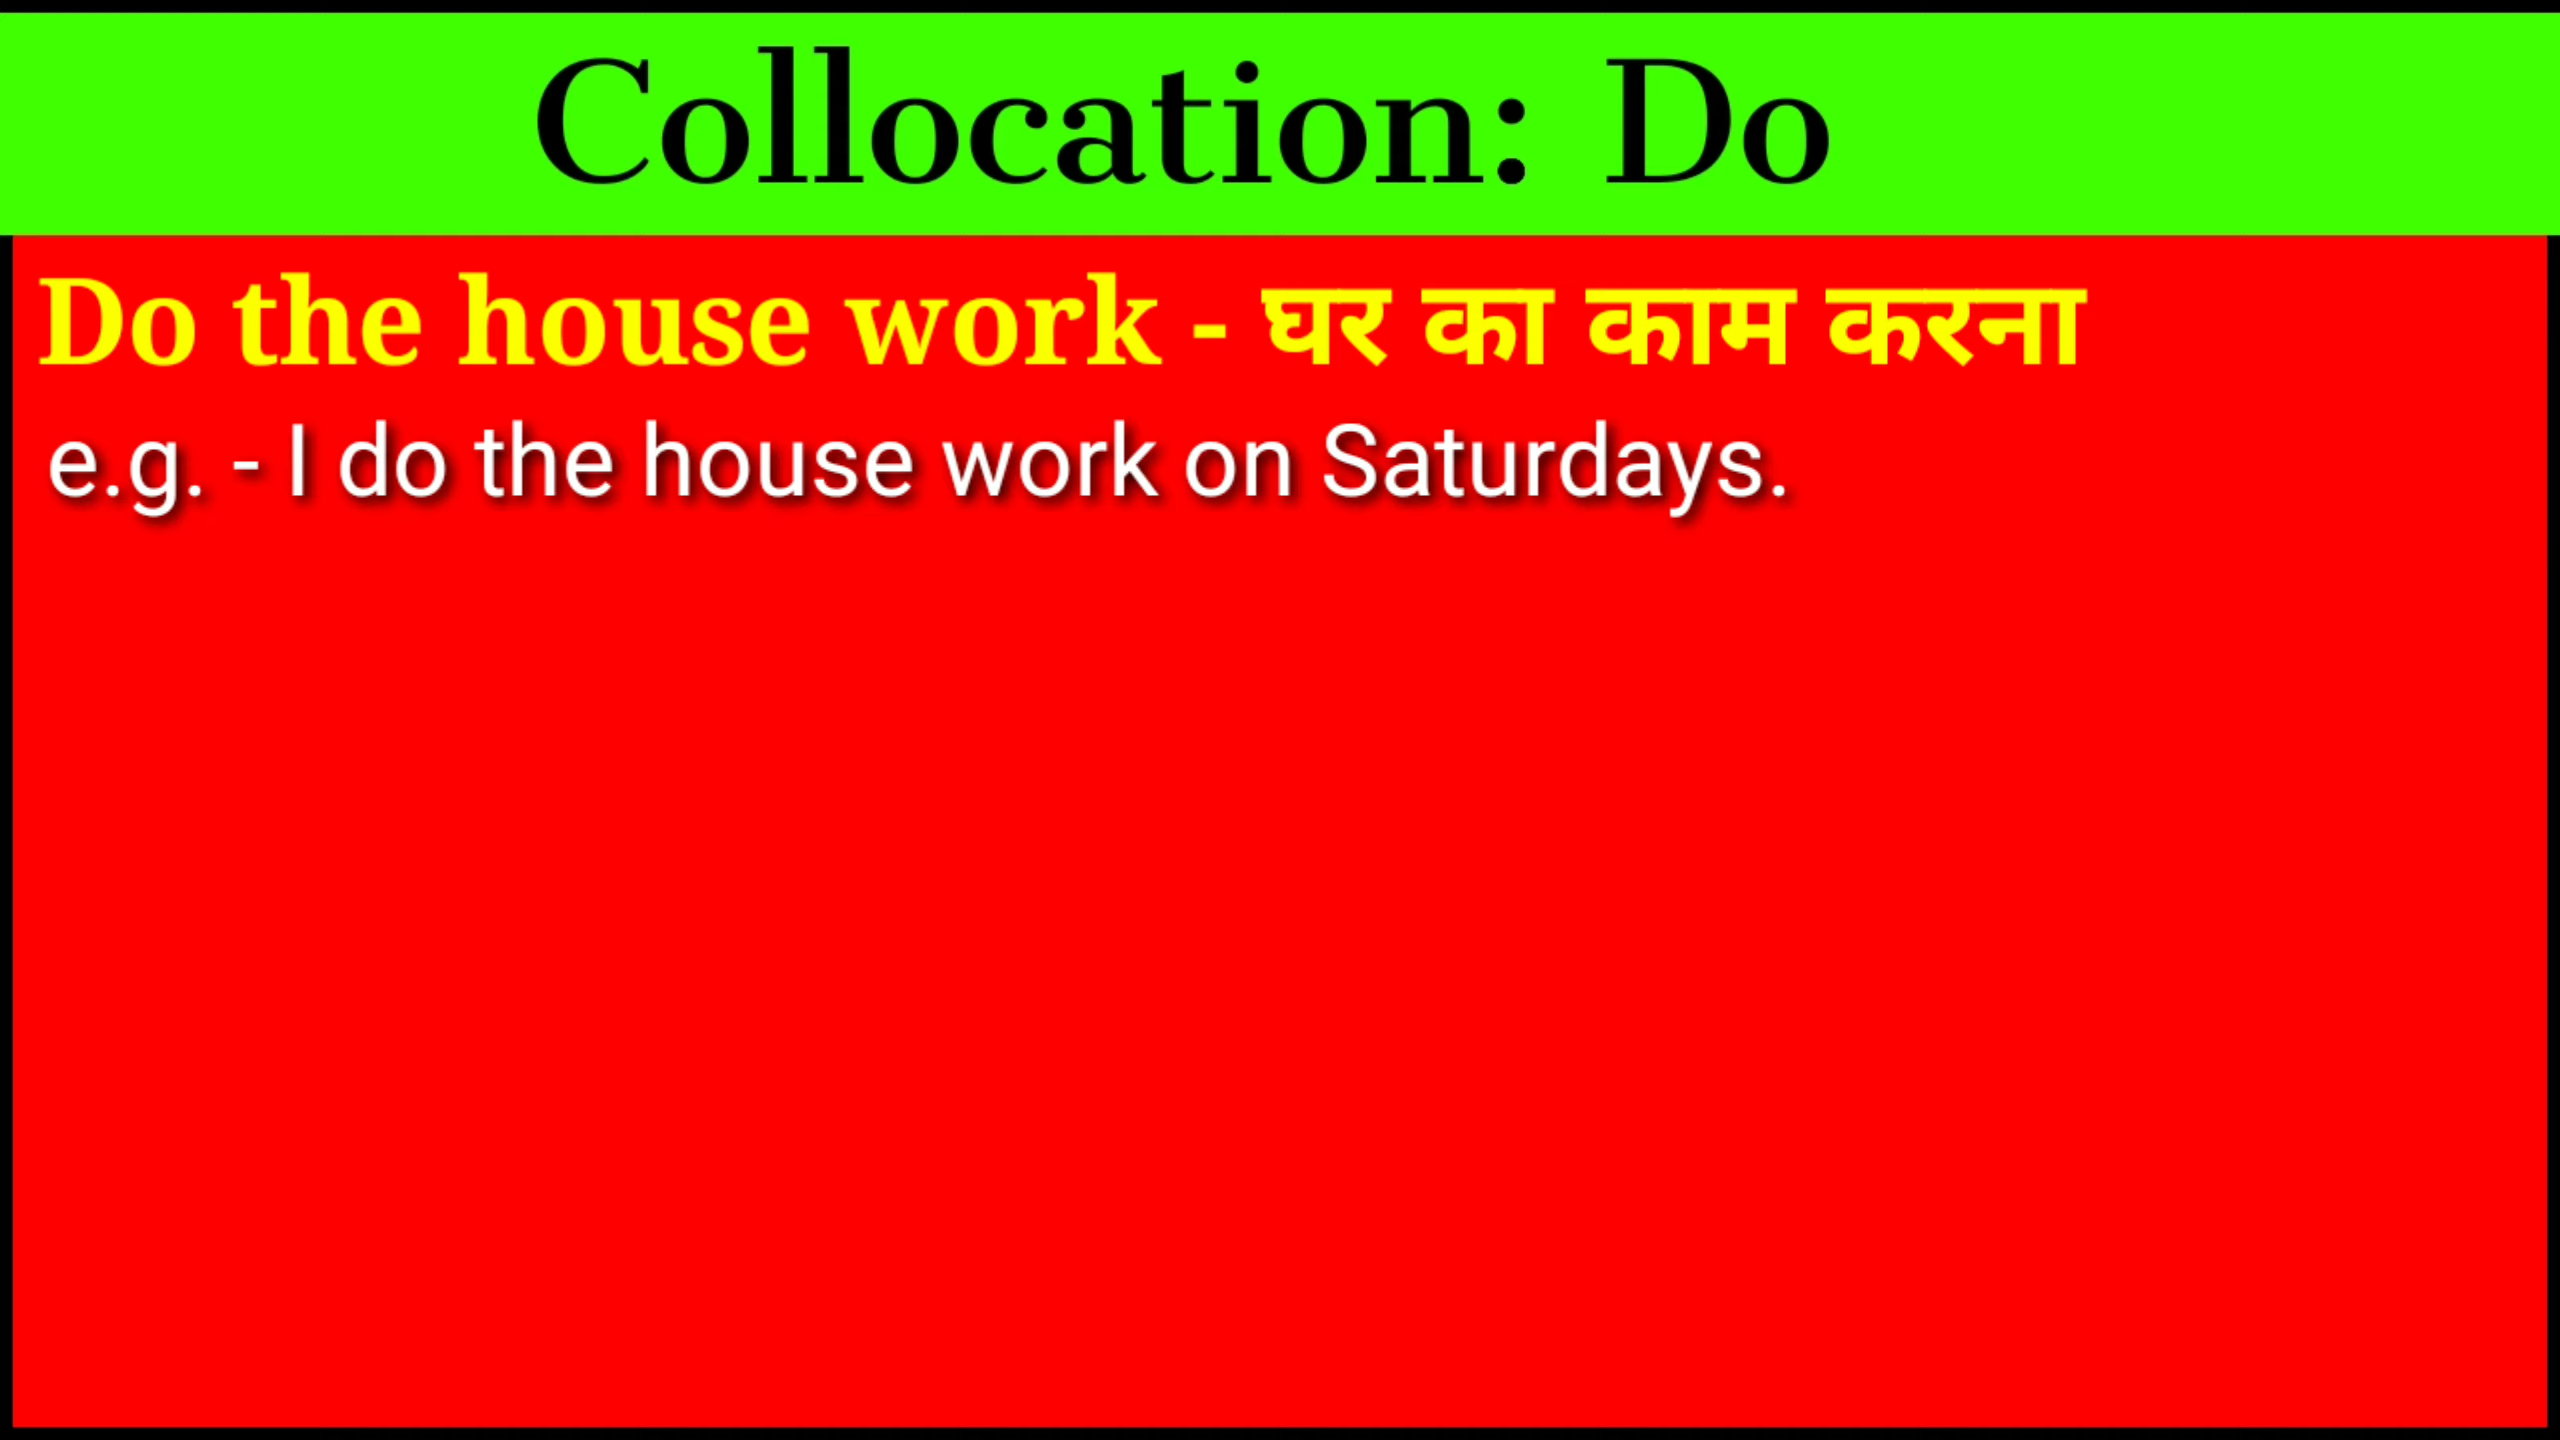 Collocation: Do
Do the house work - घर का काम करना
e.g. - I do the house work on Saturdays.